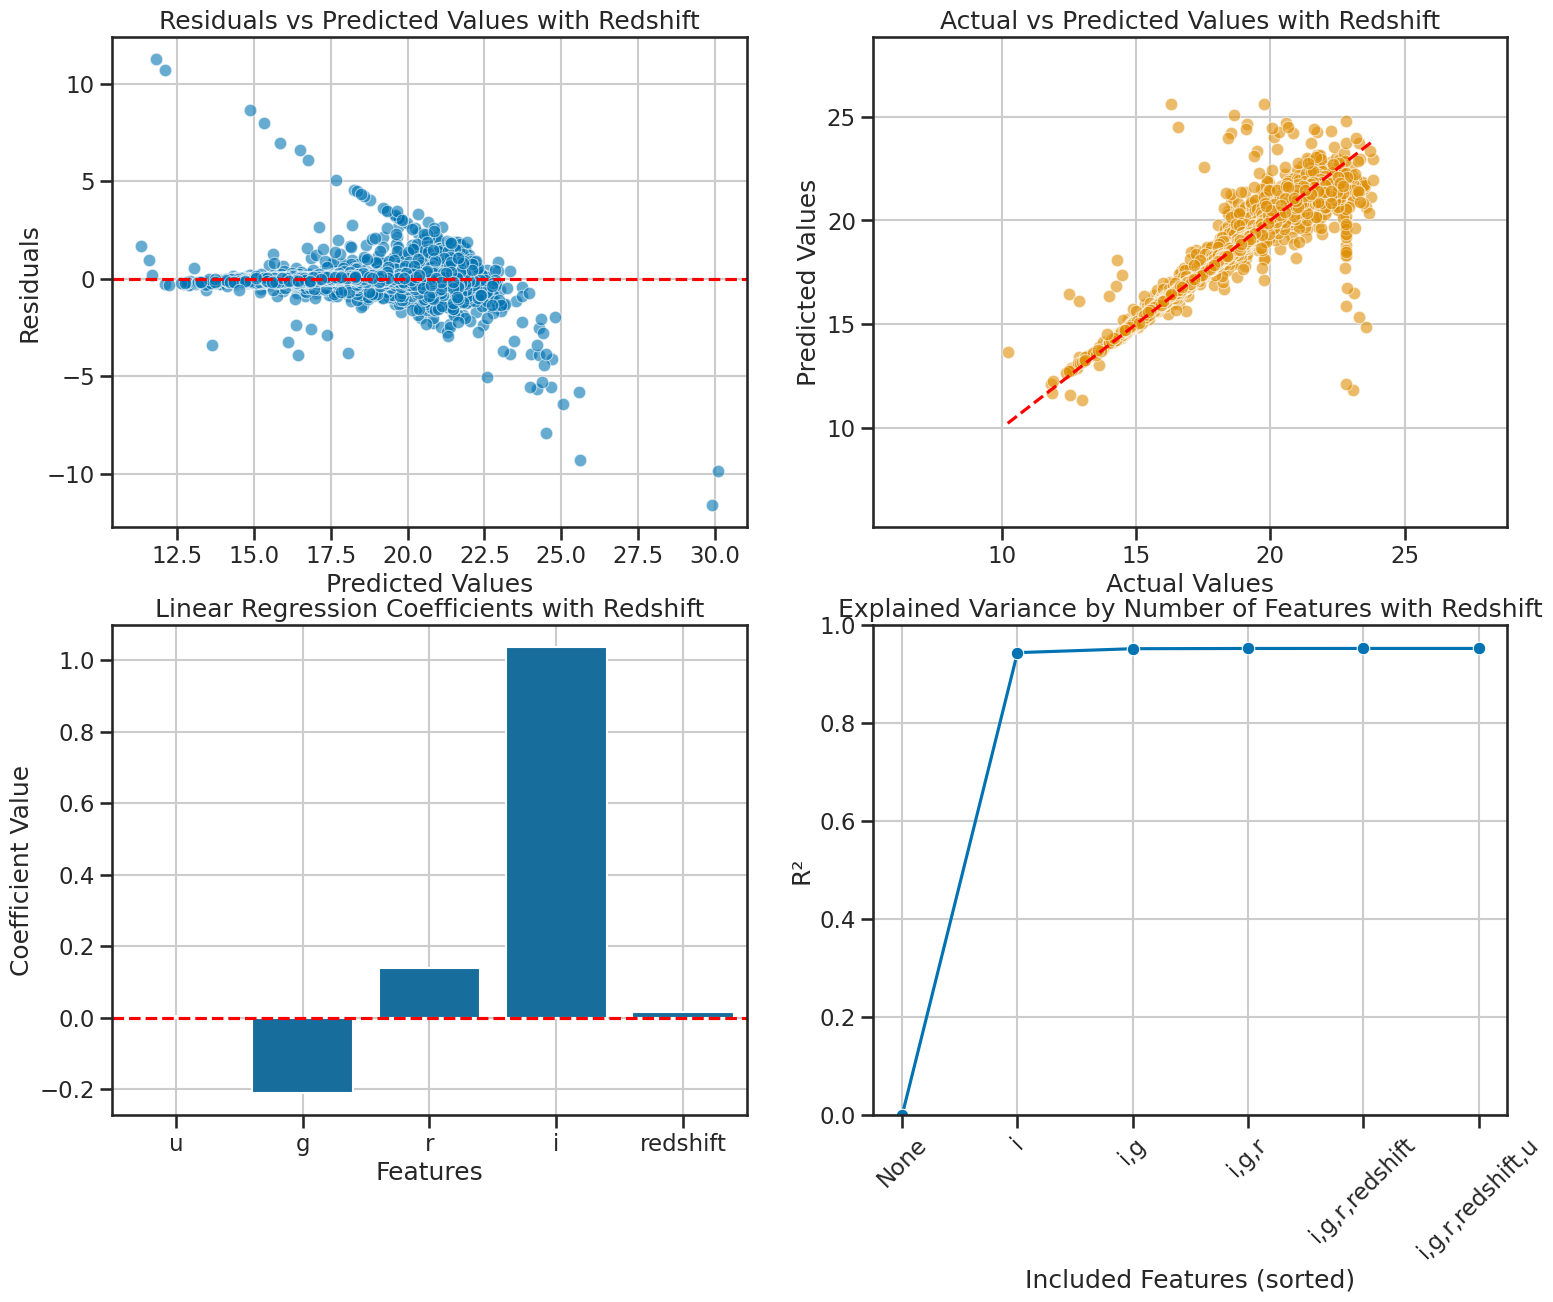 Residuals vs Predicted Values with Redshift
Residuals
10
5
0
−5
−10
12.5 15.0 17.5 20.0 22.5 25.0 27.5 30.0
Predicted Values
Actual vs Predicted Values with Redshift
Predicted Values
25
20
15
10
10 15 20 25
Actual Values
Linear Regression Coefficients with Redshift
Coefficient Value
1.0
0.8
0.6
0.4
0.2
0.0
−0.2
u g r i redshift
Features
Explained Variance by Number of Features with Redshift
R²
1.0
0.8
0.6
0.4
0.2
0.0
None
i
i,g
i,g,r
i,g,r,redshift
i,g,r,redshift,u
Included Features (sorted)